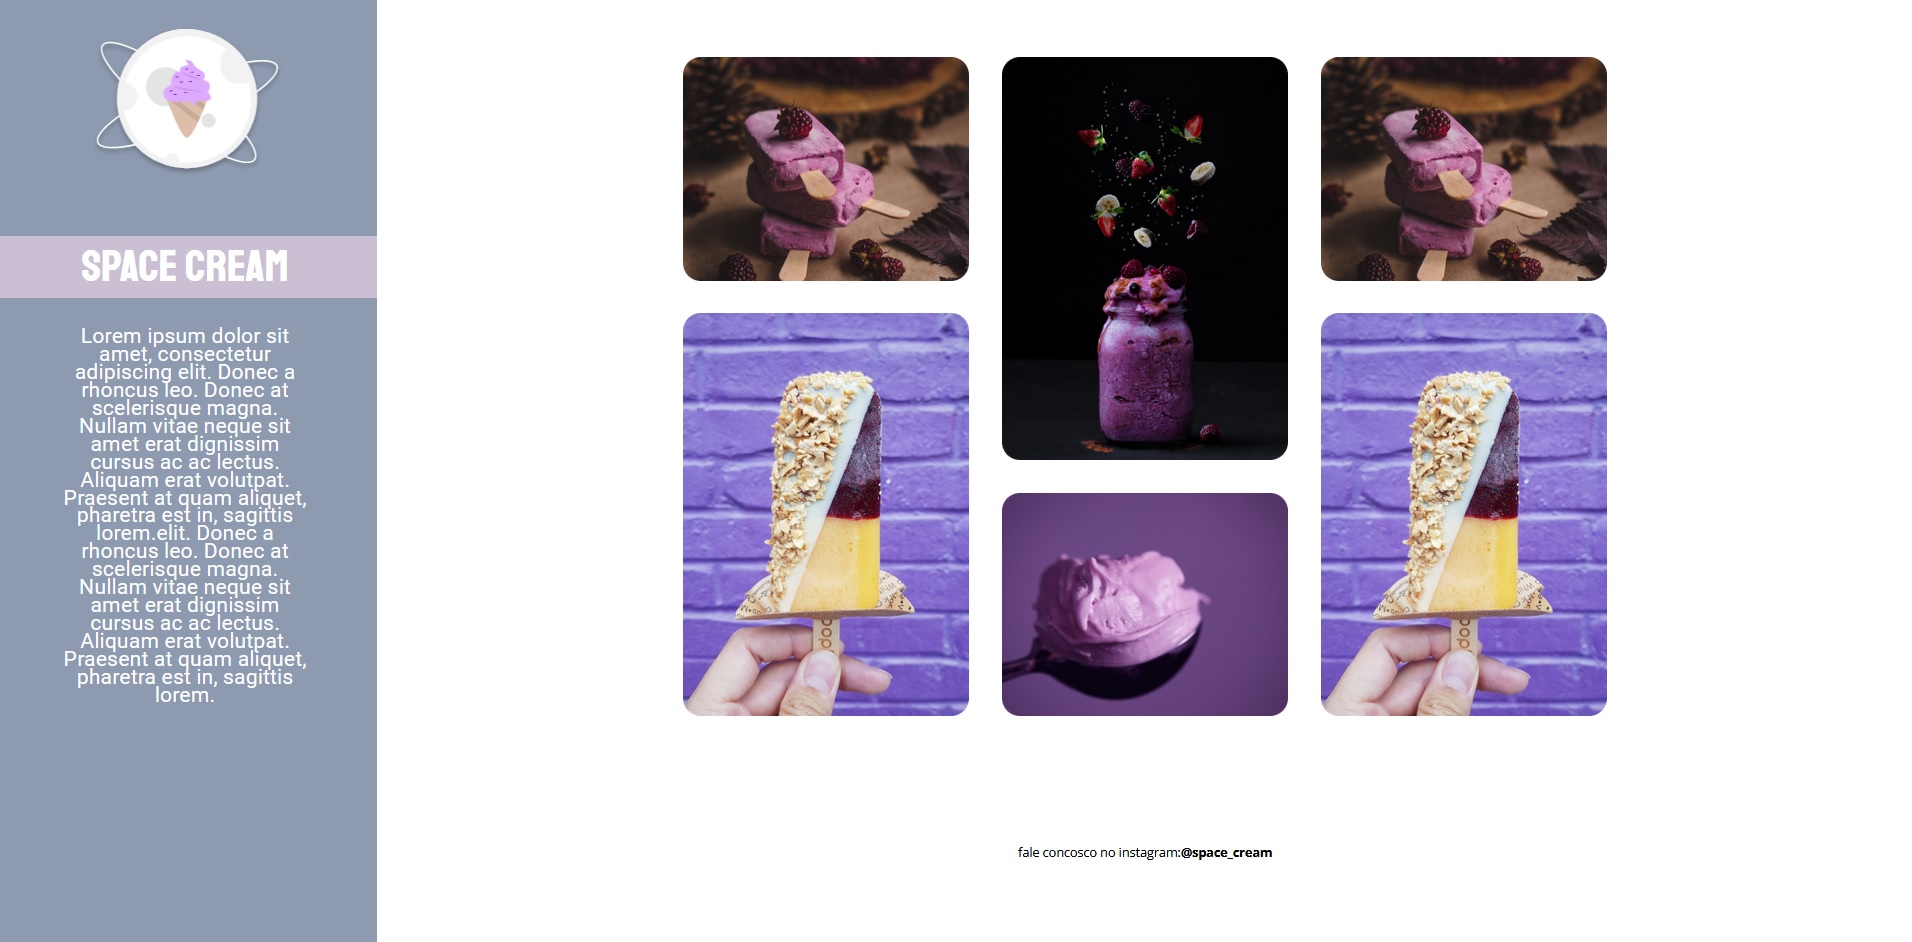 SPACE CREAM
Lorem ipsum dolor sit
amet, consectetur
adipiscing elit. Donec a
rhoncus leo. Donec at
scelerisque magna.
Nullam vitae neque sit
amet erat dignissim
cursus ac ac lectus.
Aliquam erat volutpat.
Praesent at quam aliquet,
pharetra est in, sagittis
lorem.elit. Donec a
rhoncus leo. Donec at
scelerisque magna.
Nullam vitae neque sit
amet erat dignissim
cursus ac ac lectus.
Aliquam erat volutpat.
Praesent at quam aliquet,
pharetra est in, sagittis
lorem.
fale concosco no instagram:@space_cream